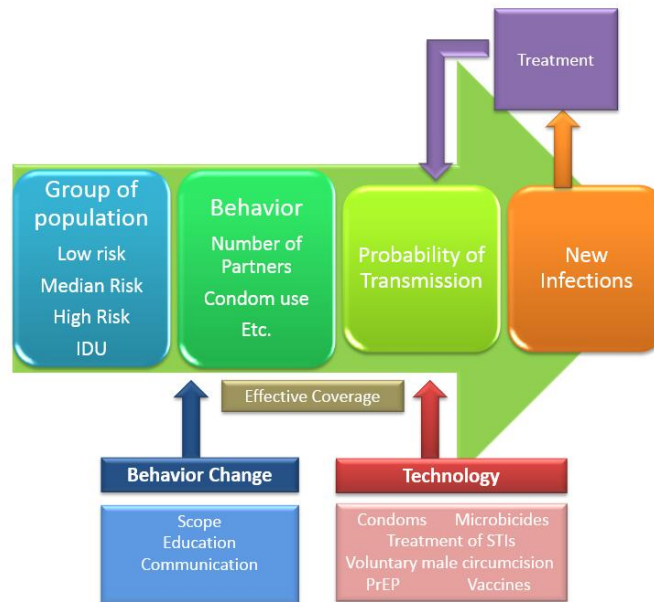 Treatment
Group of
population
Low risk
Median Risk
High Risk
IDU
Behavior
Number of
Partners
Condom use
Etc.
Probability of
Transmission
New
Infections
Effective Coverage
Behavior Change
Scope
Education
Communication
Technology
Condoms Microbicides
Treatment of STIs
Voluntary male circumcision
PrEP Vaccines